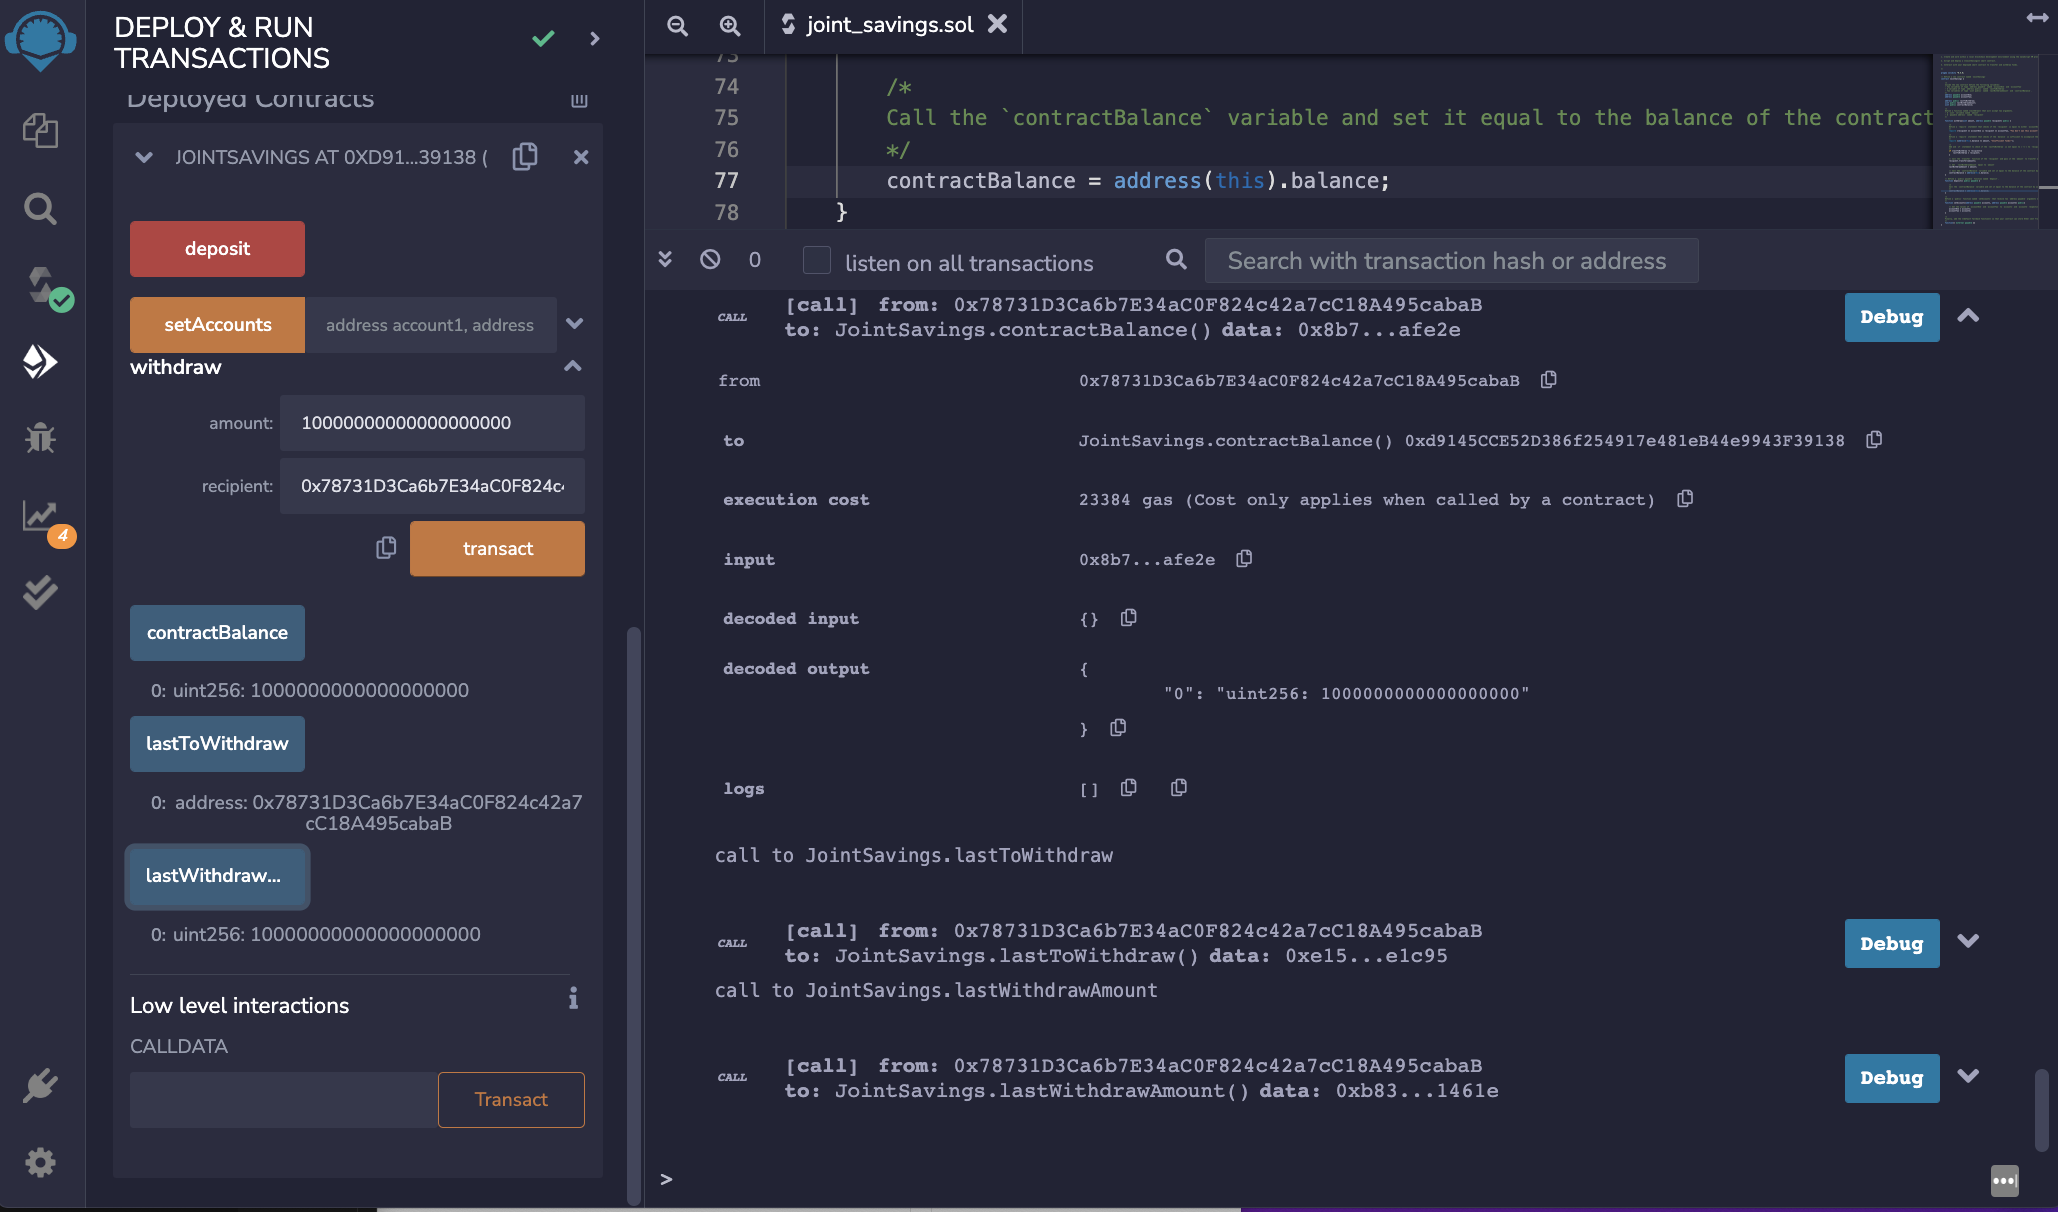 DEPLOY & RUN
TRANSACTIONS
Deployed Contracts
JOINTSAVINGS AT 0XD91...39138 (
deposit
setAccounts
address account1, address
withdraw
amount:
10000000000000000000
recipient:
0x78731D3Ca6b7E34aC0F824c4
transact
contractBalance
0: uint256: 1000000000000000000
lastToWithdraw
0: address: 0x78731D3Ca6b7E34aC0F824c42a7
cC18A495cabaB
lastWithdraw...
0: uint256: 10000000000000000000
Low level interactions
i
CALLDATA
Transact
4
joint_savings.sol
73
74 /*
75 Call the `contractBalance` variable and set it equal to the balance of the contract
76 */
77 contractBalance = address(this).balance;
78 }
0
listen on all transactions
Search with transaction hash or address
CALL
[call] from: 0x78731D3Ca6b7E34aC0F824c42a7cC18A495cabaB
to: JointSavings.contractBalance() data: 0x8b7...afe2e
Debug
from 0x78731D3Ca6b7E34aC0F824c42a7cC18A495cabaB
to JointSavings.contractBalance() 0xd9145CCE52D386f254917e481eB44e9943F39138
execution cost 23384 gas (Cost only applies when called by a contract)
input 0x8b7...afe2e
decoded input {}
decoded output {
"0": "uint256: 1000000000000000000"
}
logs []
call to JointSavings.lastToWithdraw
CALL
[call] from: 0x78731D3Ca6b7E34aC0F824c42a7cC18A495cabaB
to: JointSavings.lastToWithdraw() data: 0xe15...e1c95
Debug
call to JointSavings.lastWithdrawAmount
CALL
[call] from: 0x78731D3Ca6b7E34aC0F824c42a7cC18A495cabaB
to: JointSavings.lastWithdrawAmount() data: 0xb83...1461e
Debug
>